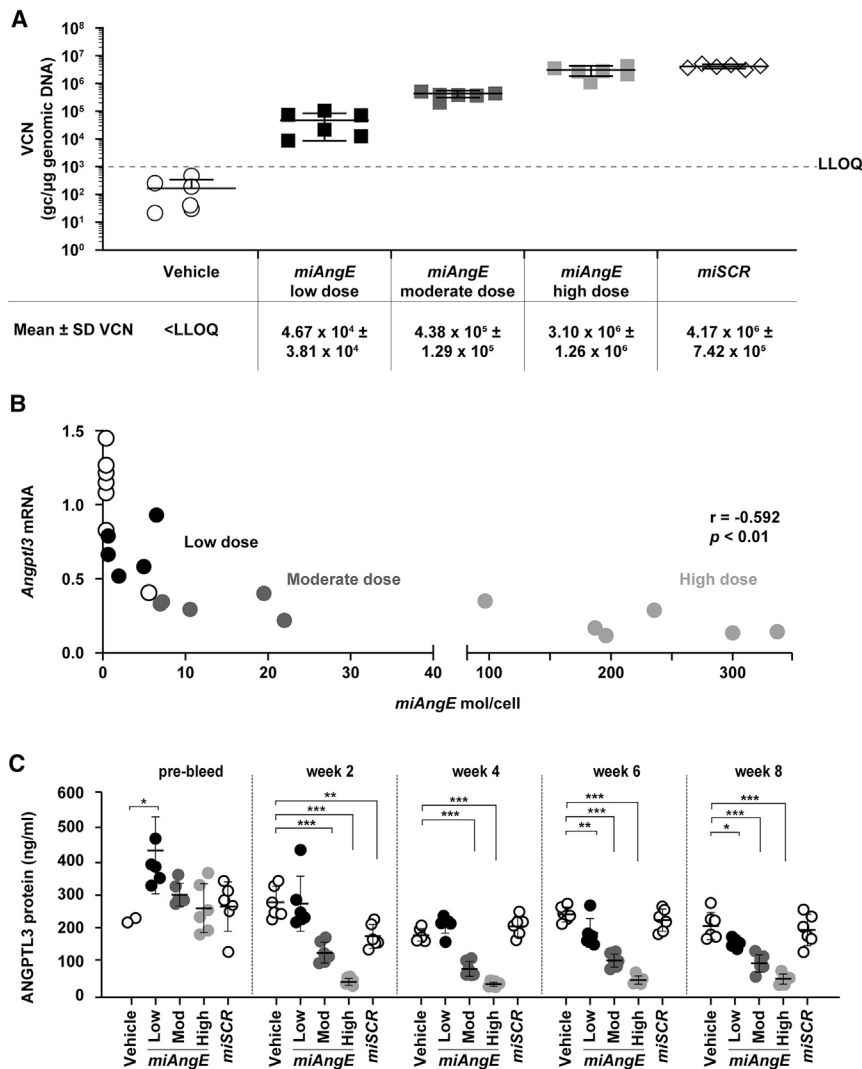 A
VCN
(gc/μg genomic DNA)
10⁸
10⁷
10⁶
10⁵
10⁴
10³
10²
10¹
10⁰
LLOQ
Vehicle miAngE low dose miAngE moderate dose miAngE high dose miSCR
Mean ± SD VCN <LLOQ 4.67 x 10⁴ ± 3.81 x 10⁴ 4.38 x 10⁵ ± 1.29 x 10⁵ 3.10 x 10⁶ ± 1.26 x 10⁶ 4.17 x 10⁶ ± 7.42 x 10⁵
B
Angptl3 mRNA
1.5
1.0
0.5
0.0
r = -0.592
p < 0.01
Low dose
Moderate dose
High dose
0 10 20 30 40 100 200 300
miAngE mol/cell
C
pre-bleed week 2 week 4 week 6 week 8
ANGPTL3 protein (ng/ml)
600
500
400
300
200
100
0
* ** *** *** *** *** *** *** ** *** *** *
Vehicle Low Mod High miSCR Vehicle Low Mod High miSCR Vehicle Low Mod High miSCR Vehicle Low Mod High miSCR Vehicle Low Mod High miSCR
miAngE miAngE miAngE miAngE miAngE